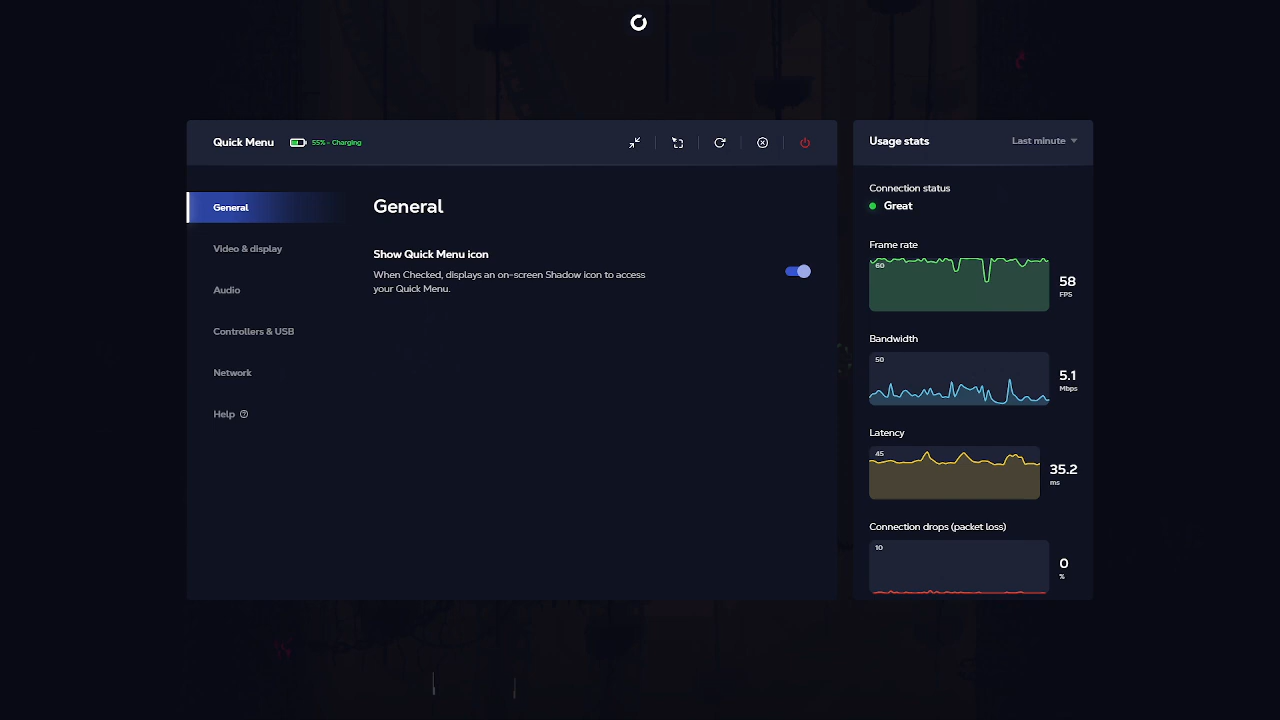 Quick Menu
55% - Charging
General
Video & display
Audio
Controllers & USB
Network
Help
General
Show Quick Menu icon
When Checked, displays an on-screen Shadow icon to access
your Quick Menu.
Usage stats
Last minute
Connection status
Great
Frame rate
60
58
FPS
Bandwidth
50
5.1
Mbps
Latency
45
35.2
ms
Connection drops (packet loss)
10
0
%